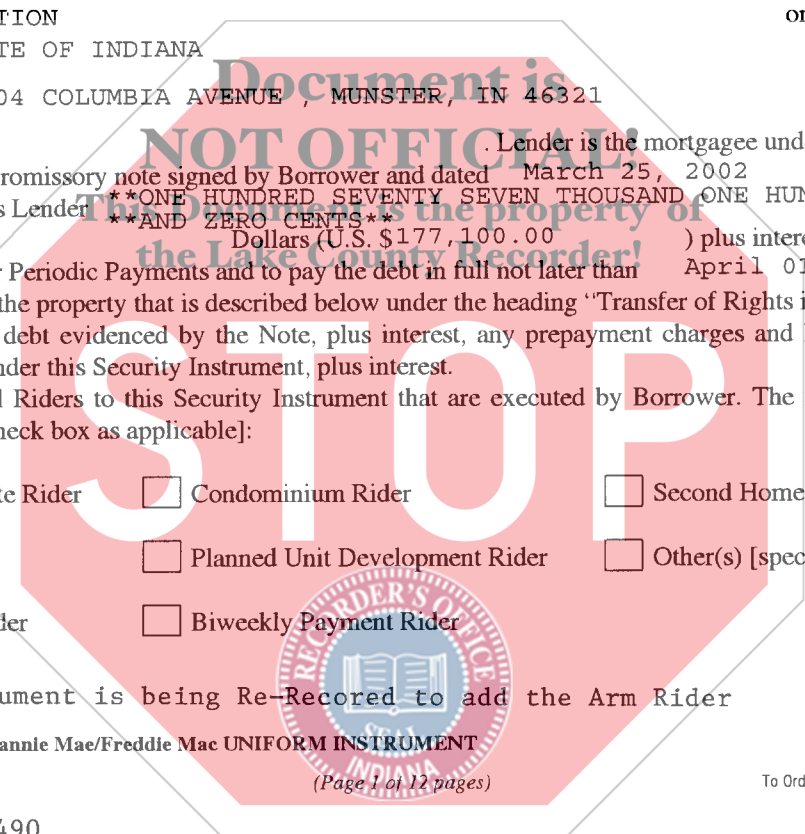 TION
TE OF INDIANA
04 COLUMBIA AVENUE , MUNSTER, IN 46321
Document is
NOT OFFICIAL!
This Document is the property of
the Lake County Recorder!
. Lender is the mortgagee und
romissory note signed by Borrower and dated March 25, 2002
s Lender **ONE HUNDRED SEVENTY SEVEN THOUSAND ONE HUN
**AND ZERO CENTS**
Dollars (U.S. $177,100.00 ) plus intere
Periodic Payments and to pay the debt in full not later than April 01
the property that is described below under the heading "Transfer of Rights i
debt evidenced by the Note, plus interest, any prepayment charges and
nder this Security Instrument, plus interest.
Riders to this Security Instrument that are executed by Borrower. The
heck box as applicable]:
STOP
te Rider Condominium Rider Second Home
Planned Unit Development Rider Other(s) [spec
der Biweekly Payment Rider
ument is being Re-Recored to add the Arm Rider
annie Mae/Freddie Mac UNIFORM INSTRUMENT
RECORDER'S OFFICE
SEAL
INDIANA
(Page 1 of 12 pages)
To Ord
490